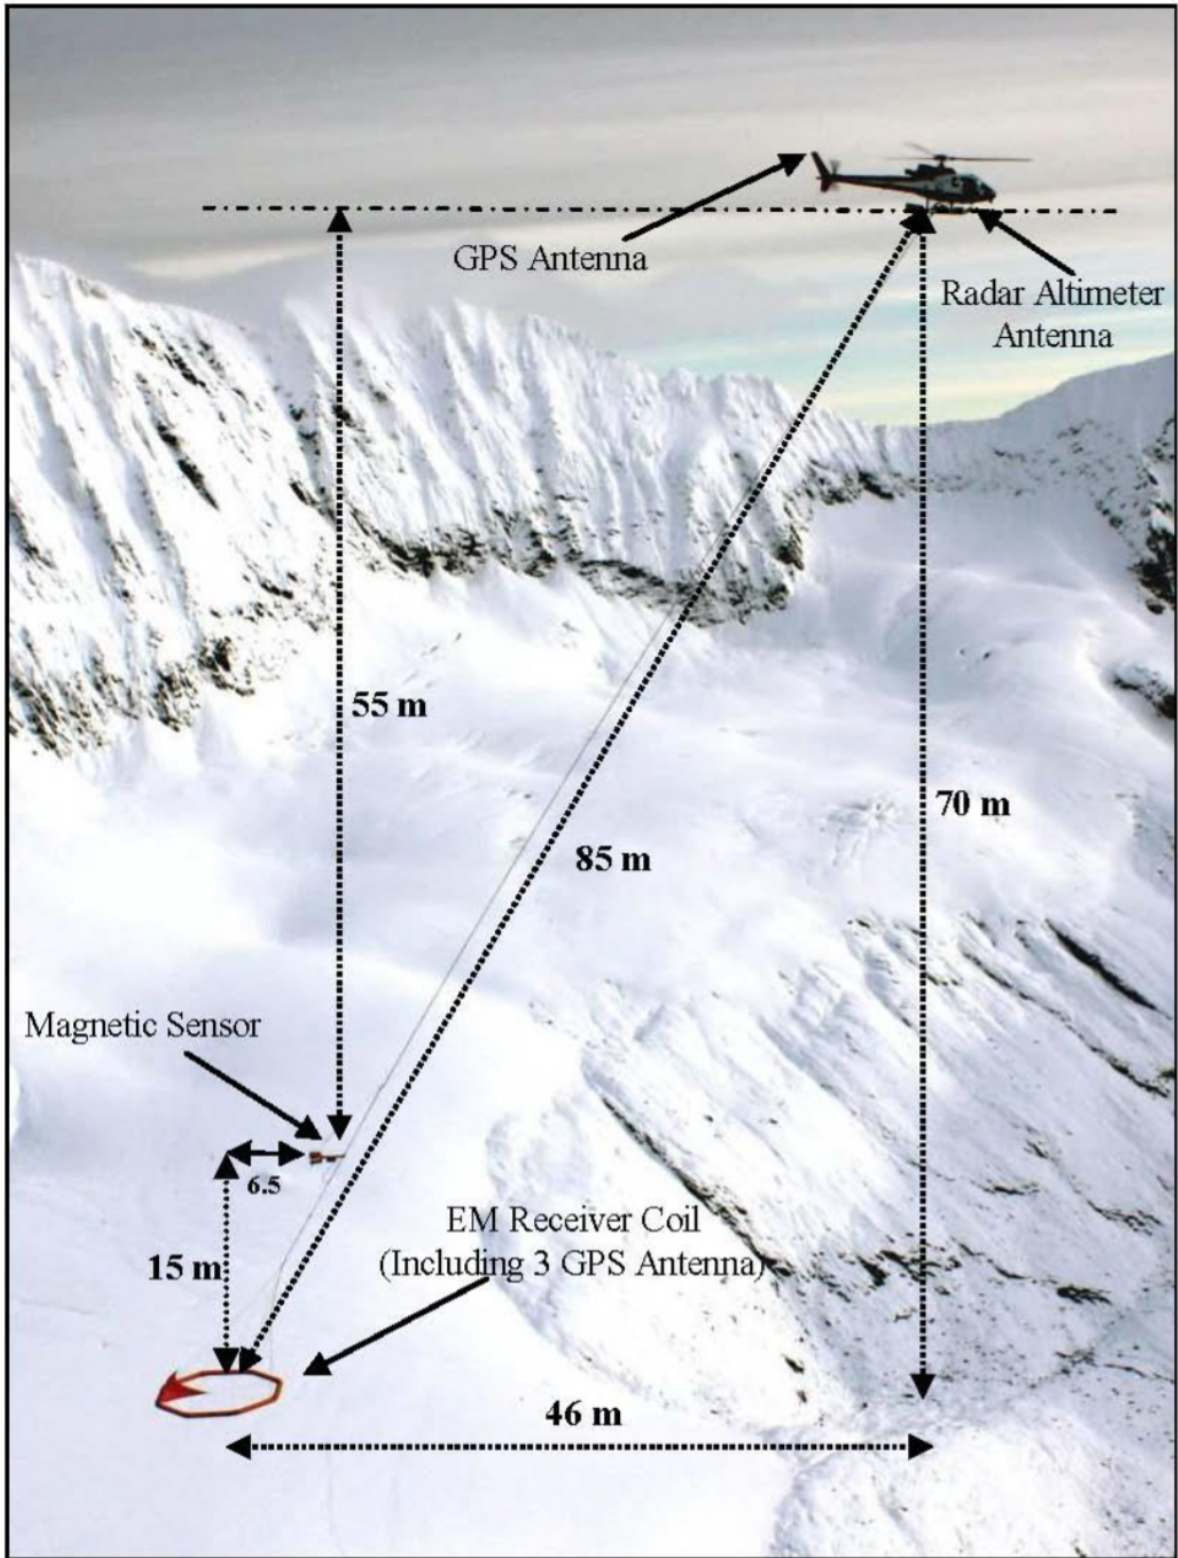 GPS Antenna
Radar Altimeter
Antenna
55 m
70 m
85 m
Magnetic Sensor
6.5
EM Receiver Coil
(Including 3 GPS Antenna)
15 m
46 m